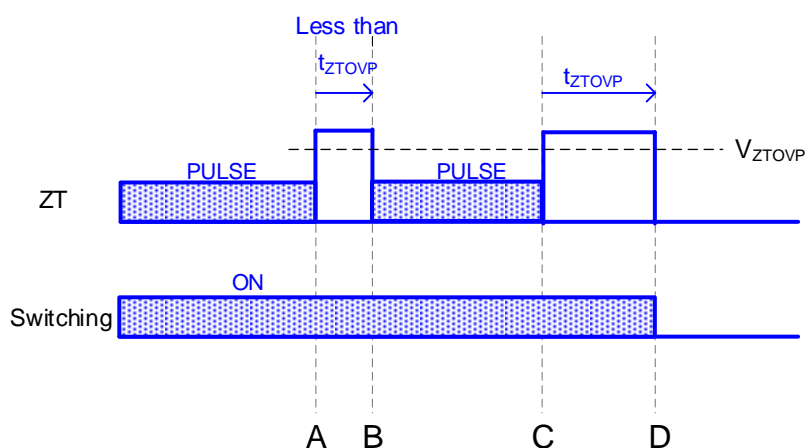 Less than
tZTOVP
tZTOVP
VZTOVP
PULSE
PULSE
ZT
ON
Switching
A B C D